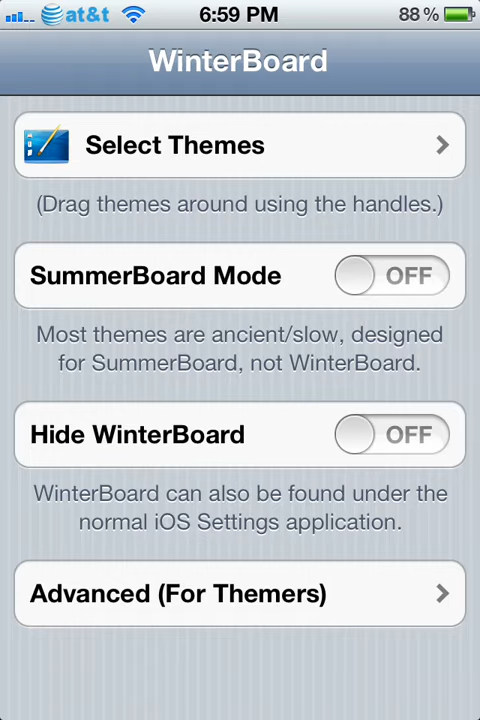 at&t 6:59 PM 88%
WinterBoard
Select Themes
(Drag themes around using the handles.)
SummerBoard Mode OFF
Most themes are ancient/slow, designed
for SummerBoard, not WinterBoard.
Hide WinterBoard OFF
WinterBoard can also be found under the
normal iOS Settings application.
Advanced (For Themers)